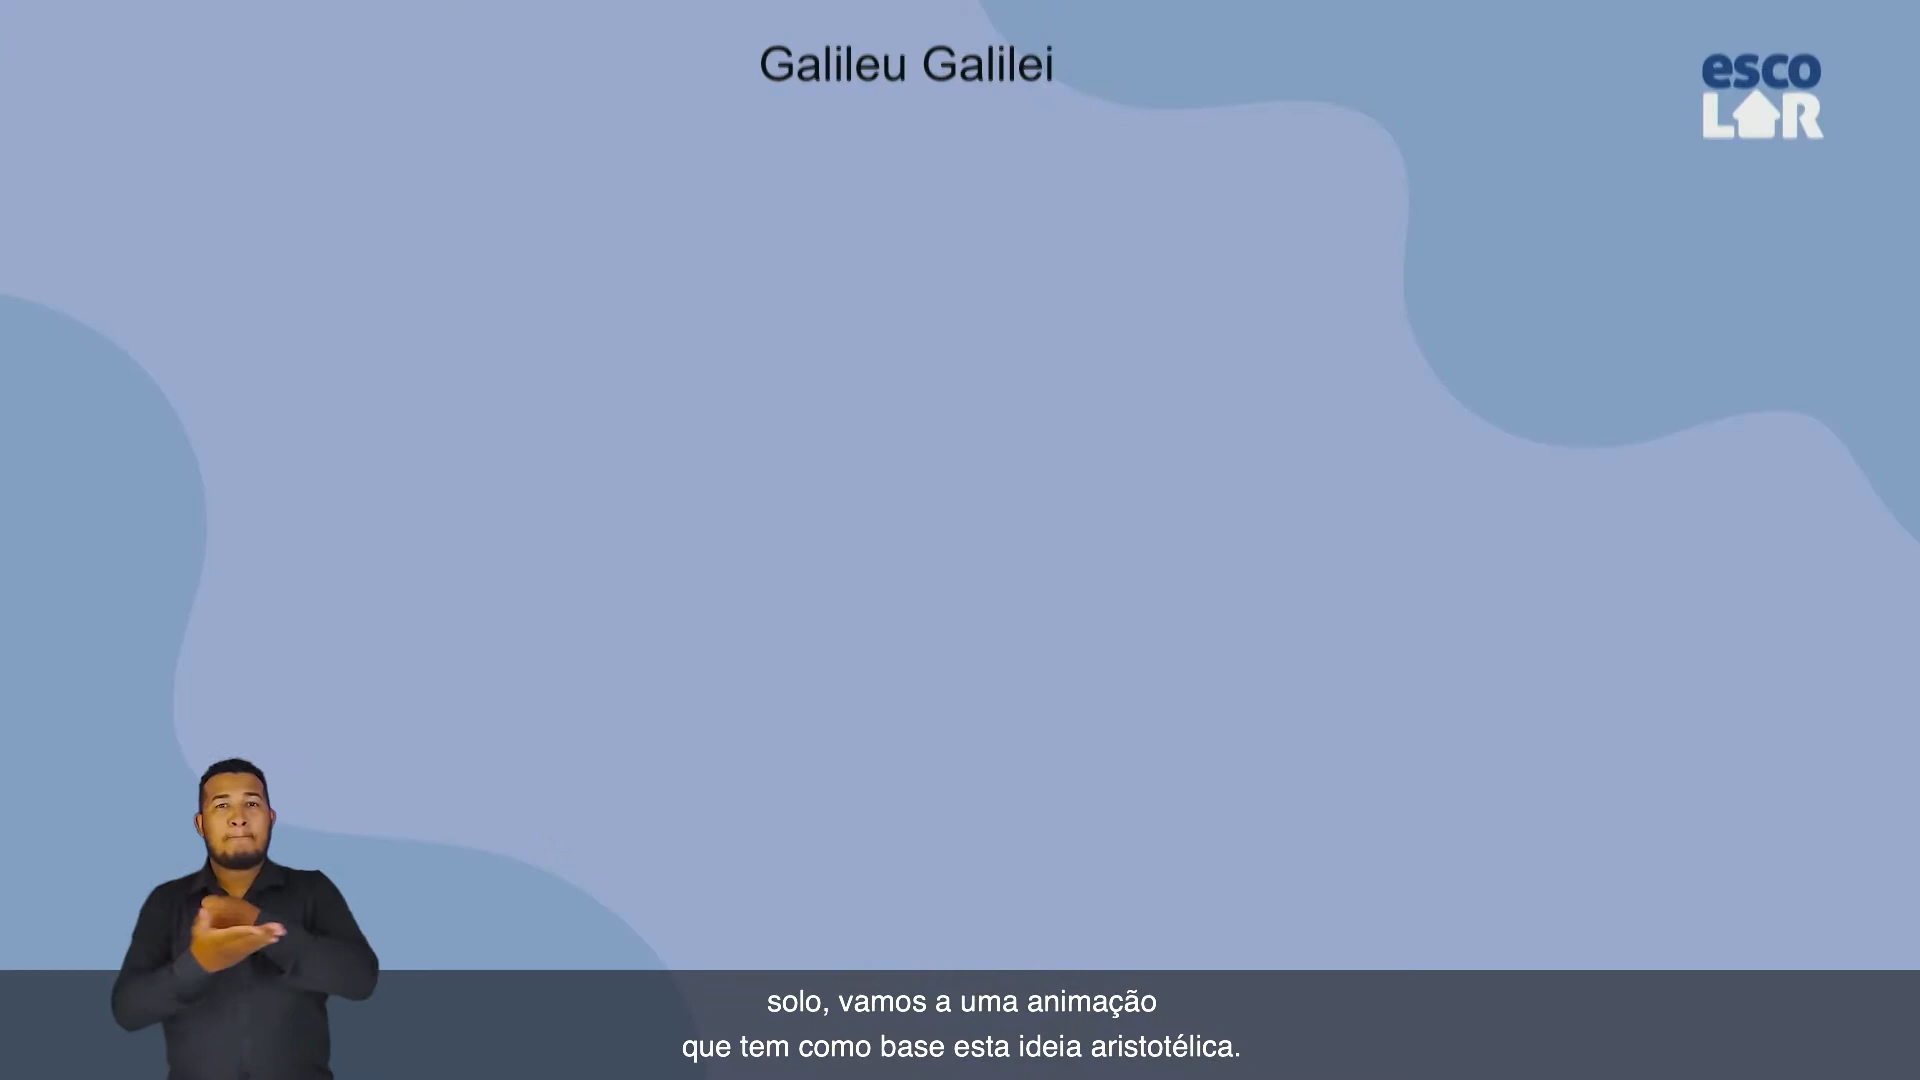 Galileu Galilei
esco
LAR
solo, vamos a uma animação
que tem como base esta ideia aristotélica.